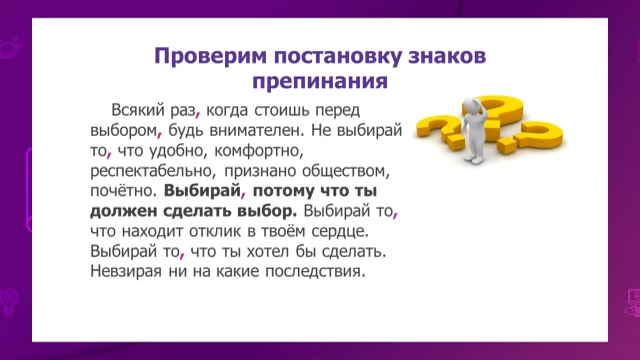 Проверим постановку знаков
препинания
Всякий раз, когда стоишь перед
выбором, будь внимателен. Не выбирай
то, что удобно, комфортно,
респектабельно, признано обществом,
почётно. Выбирай, потому что ты
должен сделать выбор. Выбирай то,
что находит отклик в твоём сердце.
Выбирай то, что ты хотел бы сделать.
Невзирая ни на какие последствия.